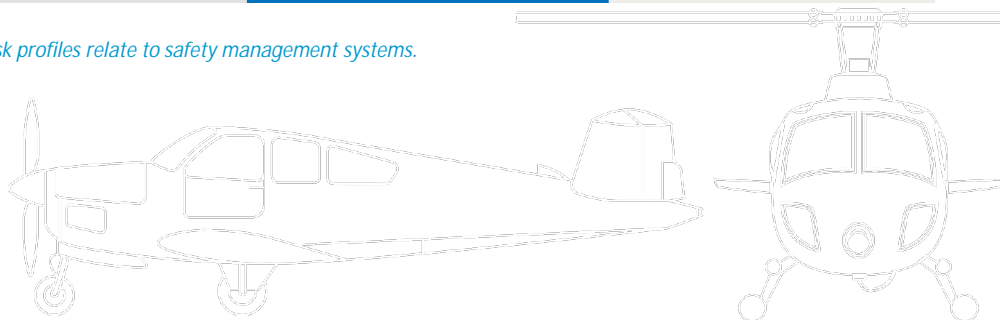 sk profiles relate to safety management systems.